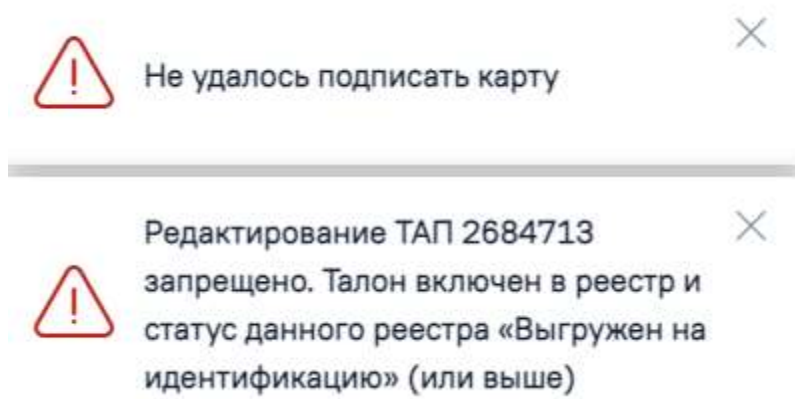 Не удалось подписать карту
Редактирование ТАП 2684713
запрещено. Талон включен в реестр и
статус данного реестра «Выгружен на
идентификацию» (или выше)